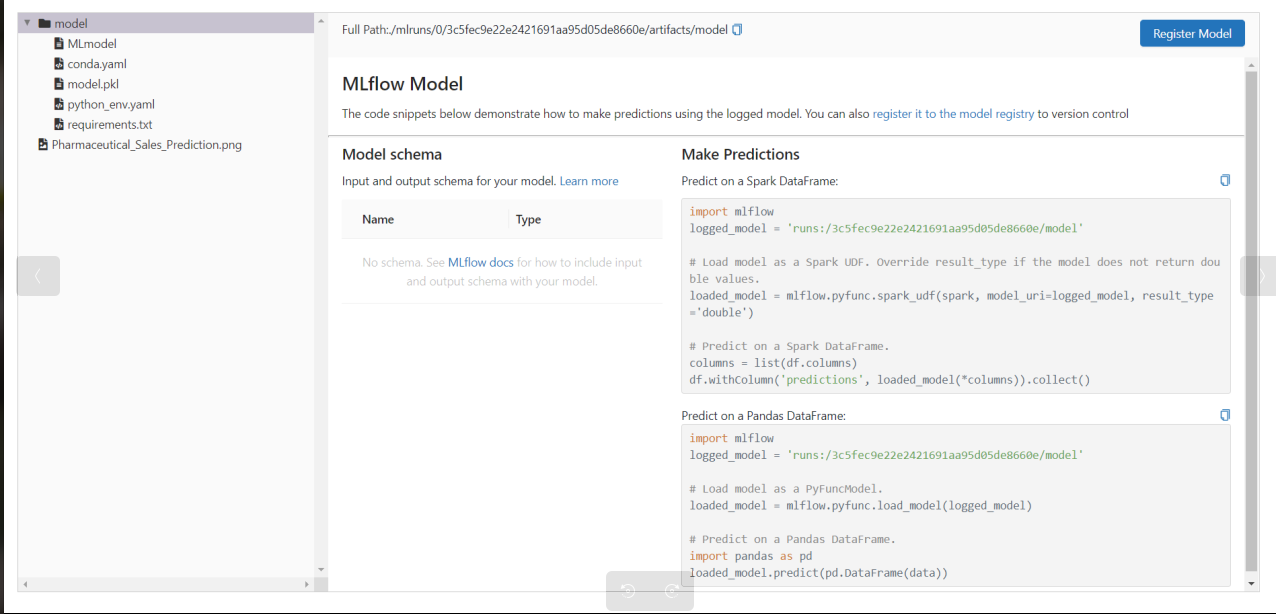 model
MLmodel
conda.yaml
model.pkl
python_env.yaml
requirements.txt
Pharmaceutical_Sales_Prediction.png
Full Path:./mlruns/0/3c5fec9e22e2421691aa95d05de8660e/artifacts/model
Register Model
MLflow Model
The code snippets below demonstrate how to make predictions using the logged model. You can also register it to the model registry to version control
Model schema
Input and output schema for your model. Learn more
Name Type
No schema. See MLflow docs for how to include input
and output schema with your model.
Make Predictions
Predict on a Spark DataFrame:
import mlflow
logged_model = 'runs:/3c5fec9e22e2421691aa95d05de8660e/model'
# Load model as a Spark UDF. Override result_type if the model does not return dou
ble values.
loaded_model = mlflow.pyfunc.spark_udf(spark, model_uri=logged_model, result_type
='double')
# Predict on a Spark DataFrame.
columns = list(df.columns)
df.withColumn('predictions', loaded_model(*columns)).collect()
Predict on a Pandas DataFrame:
import mlflow
logged_model = 'runs:/3c5fec9e22e2421691aa95d05de8660e/model'
# Load model as a PyFuncModel.
loaded_model = mlflow.pyfunc.load_model(logged_model)
# Predict on a Pandas DataFrame.
import pandas as pd
loaded_model.predict(pd.DataFrame(data))